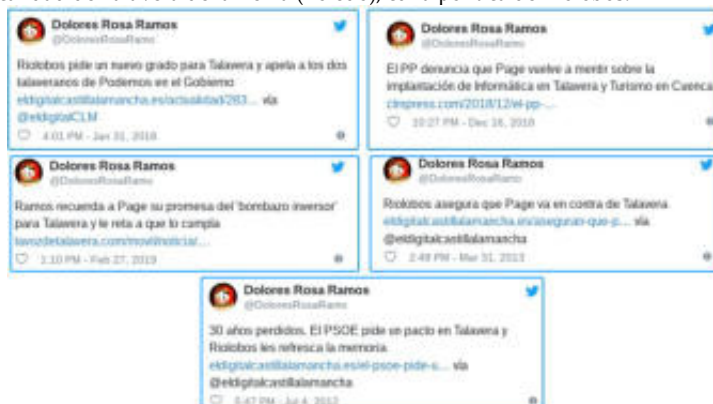 Dolores Rosa Ramos
@DoloresRosaRamo
Riolobos pide un nuevo grado para Talavera y apela a los dos
talaveranos de Podemos en el Gobierno
eldigitalcastillalamancha.es/actualidad/283... vía
@eldigitalCLM
4:01 PM - Jan 31, 2018
Dolores Rosa Ramos
@DoloresRosaRamo
El PP denuncia que Page vuelve a mentir sobre la
implantación de Informática en Talavera y Turismo en Cuenca
clmpress.com/2018/12/el-pp-...
10:27 PM - Dec 16, 2018
Dolores Rosa Ramos
@DoloresRosaRamo
Ramos recuerda a Page su promesa del 'bombazo inversor'
para Talavera y le reta a que lo cumpla
lavozdetalavera.com/movil/noticia/...
1:10 PM - Feb 27, 2019
Dolores Rosa Ramos
@DoloresRosaRamo
Riolobos asegura que Page va en contra de Talavera
eldigitalcastillalamancha.es/aseguran-que-p... vía
@eldigitalcastillalamancha
2:48 PM - Mar 31, 2013
Dolores Rosa Ramos
@DoloresRosaRamo
30 años perdidos. El PSOE pide un pacto en Talavera y
Riolobos les refresca la memoria
eldigitalcastillalamancha.es/el-psoe-pide-u... vía
@eldigitalcastillalamancha
5:47 PM - Jul 4, 2013